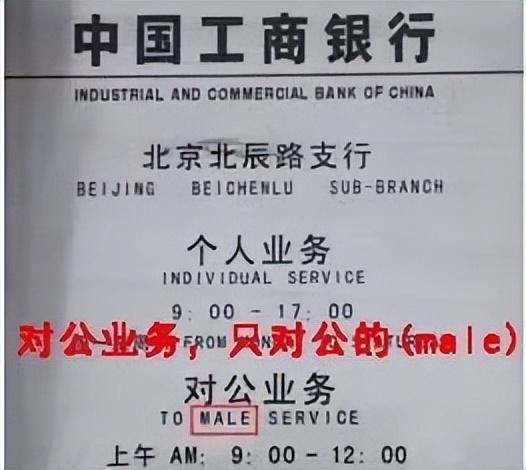 中国工商银行
INDUSTRIAL AND COMMERCIAL BANK OF CHINA
北京北辰路支行
BEIJING BEICHENLU SUB-BRANCH
个人业务
INDIVIDUAL SERVICE
9: 00 - 17: 00
FROM
对公业务，只对公的(male)
对公业务
TO MALE SERVICE
上午 AM: 9: 00 - 12: 00